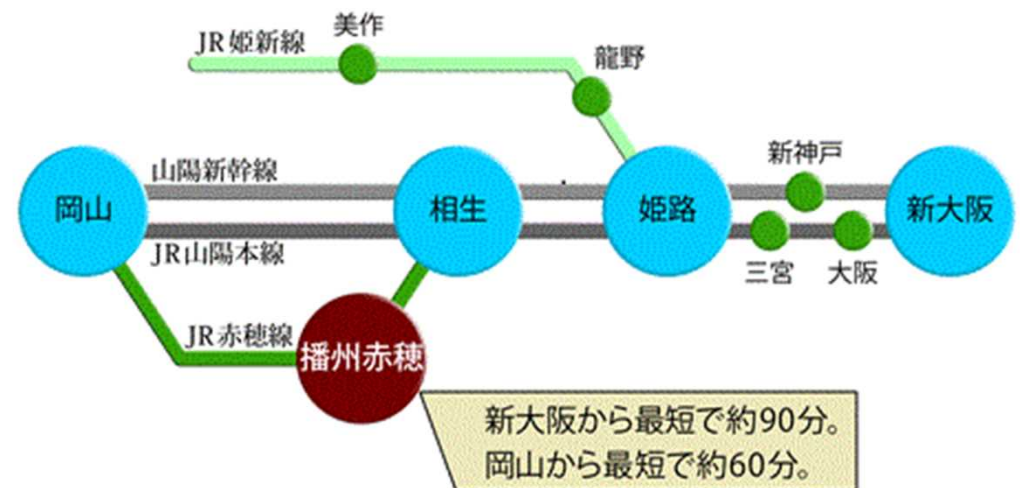 美作
JR姫新線
龍野
新神戸
山陽新幹線
岡山
相生
姫路
新大阪
JR山陽本線
三宮
大阪
JR赤穂線
播州赤穂
新大阪から最短で約90分。
岡山から最短で約60分。